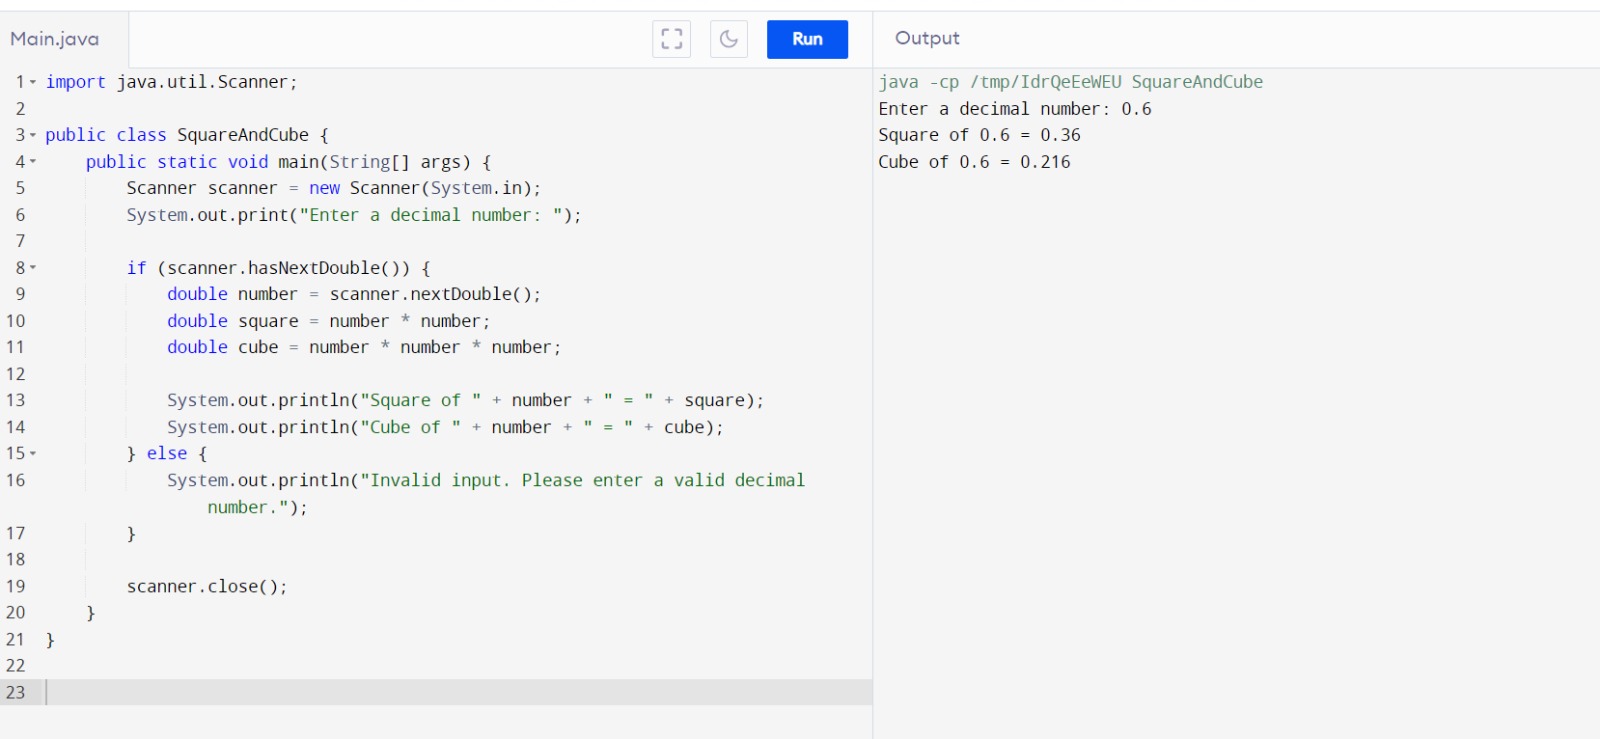 Main.java
Run
Output
1 import java.util.Scanner;
2
3 public class SquareAndCube {
4     public static void main(String[] args) {
5         Scanner scanner = new Scanner(System.in);
6         System.out.print("Enter a decimal number: ");
7
8         if (scanner.hasNextDouble()) {
9             double number = scanner.nextDouble();
10             double square = number * number;
11             double cube = number * number * number;
12
13             System.out.println("Square of " + number + " = " + square);
14             System.out.println("Cube of " + number + " = " + cube);
15         } else {
16             System.out.println("Invalid input. Please enter a valid decimal
                number.");
17         }
18
19         scanner.close();
20     }
21 }
22
23
java -cp /tmp/IdrQeEeWEU SquareAndCube
Enter a decimal number: 0.6
Square of 0.6 = 0.36
Cube of 0.6 = 0.216